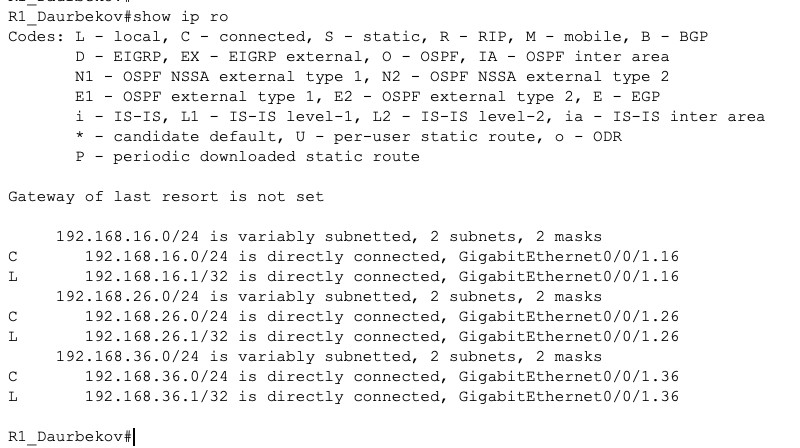 R1_Daurbekov#
R1_Daurbekov#show ip ro
Codes: L - local, C - connected, S - static, R - RIP, M - mobile, B - BGP
D - EIGRP, EX - EIGRP external, O - OSPF, IA - OSPF inter area
N1 - OSPF NSSA external type 1, N2 - OSPF NSSA external type 2
E1 - OSPF external type 1, E2 - OSPF external type 2, E - EGP
i - IS-IS, L1 - IS-IS level-1, L2 - IS-IS level-2, ia - IS-IS inter area
* - candidate default, U - per-user static route, o - ODR
P - periodic downloaded static route
Gateway of last resort is not set
192.168.16.0/24 is variably subnetted, 2 subnets, 2 masks
C 192.168.16.0/24 is directly connected, GigabitEthernet0/0/1.16
L 192.168.16.1/32 is directly connected, GigabitEthernet0/0/1.16
192.168.26.0/24 is variably subnetted, 2 subnets, 2 masks
C 192.168.26.0/24 is directly connected, GigabitEthernet0/0/1.26
L 192.168.26.1/32 is directly connected, GigabitEthernet0/0/1.26
192.168.36.0/24 is variably subnetted, 2 subnets, 2 masks
C 192.168.36.0/24 is directly connected, GigabitEthernet0/0/1.36
L 192.168.36.1/32 is directly connected, GigabitEthernet0/0/1.36
R1_Daurbekov#